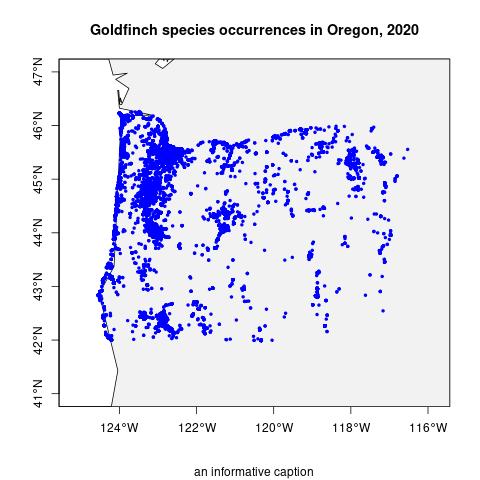 Goldfinch species occurrences in Oregon, 2020
47°N
46°N
45°N
44°N
43°N
42°N
41°N
124°W
122°W
120°W
118°W
116°W
an informative caption